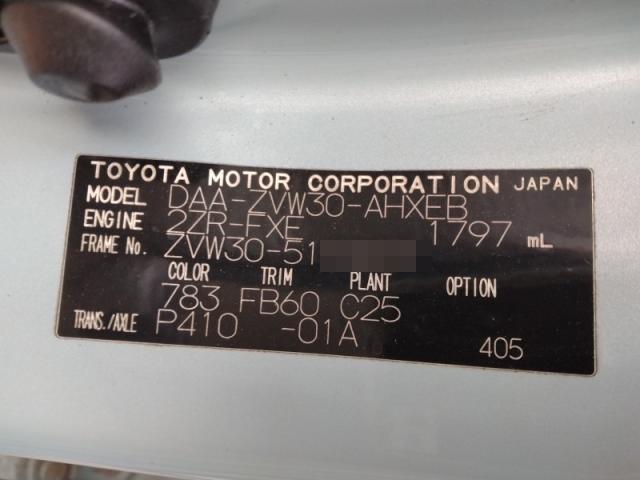 TOYOTA MOTOR CORPORATION JAPAN
MODEL DAA-ZVW30-AHXEB
ENGINE 2ZR-FXE 1797 mL
FRAME No. ZVW30-51
COLOR TRIM PLANT OPTION
783 FB60 C25
TRANS./AXLE P410 -01A 405